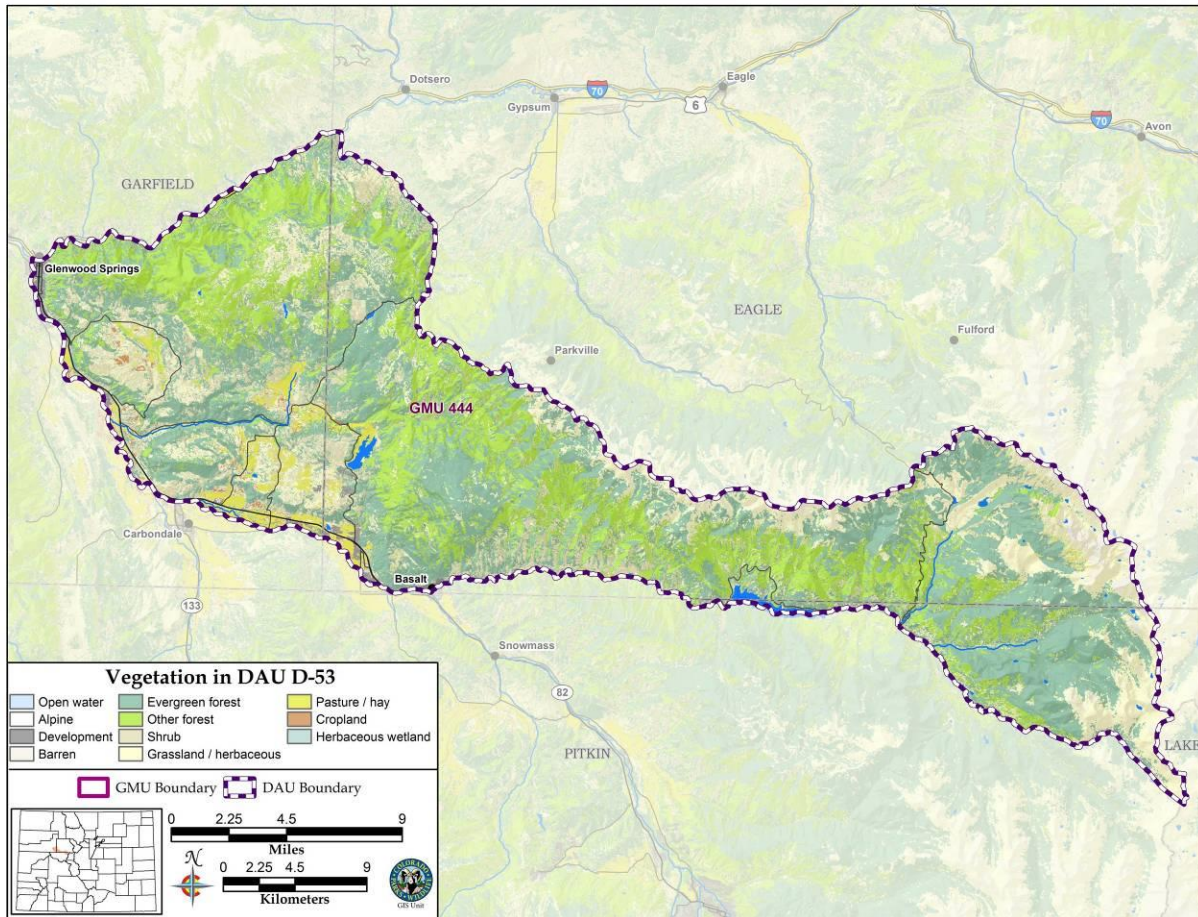 Dotsero
Eagle
70
Gypsum
6
70
Avon
GARFIELD
Glenwood Springs
EAGLE
Fulford
Parkville
GMU 444
Carbondale
Basalt
133
Snowmass
82
PITKIN
LAKE
Vegetation in DAU D-53
Open water
Alpine
Development
Barren
Evergreen forest
Other forest
Shrub
Grassland / herbaceous
Pasture / hay
Cropland
Herbaceous wetland
GMU Boundary
DAU Boundary
0 2.25 4.5 9
Miles
N
0 2.25 4.5 9
Kilometers
GIS Unit